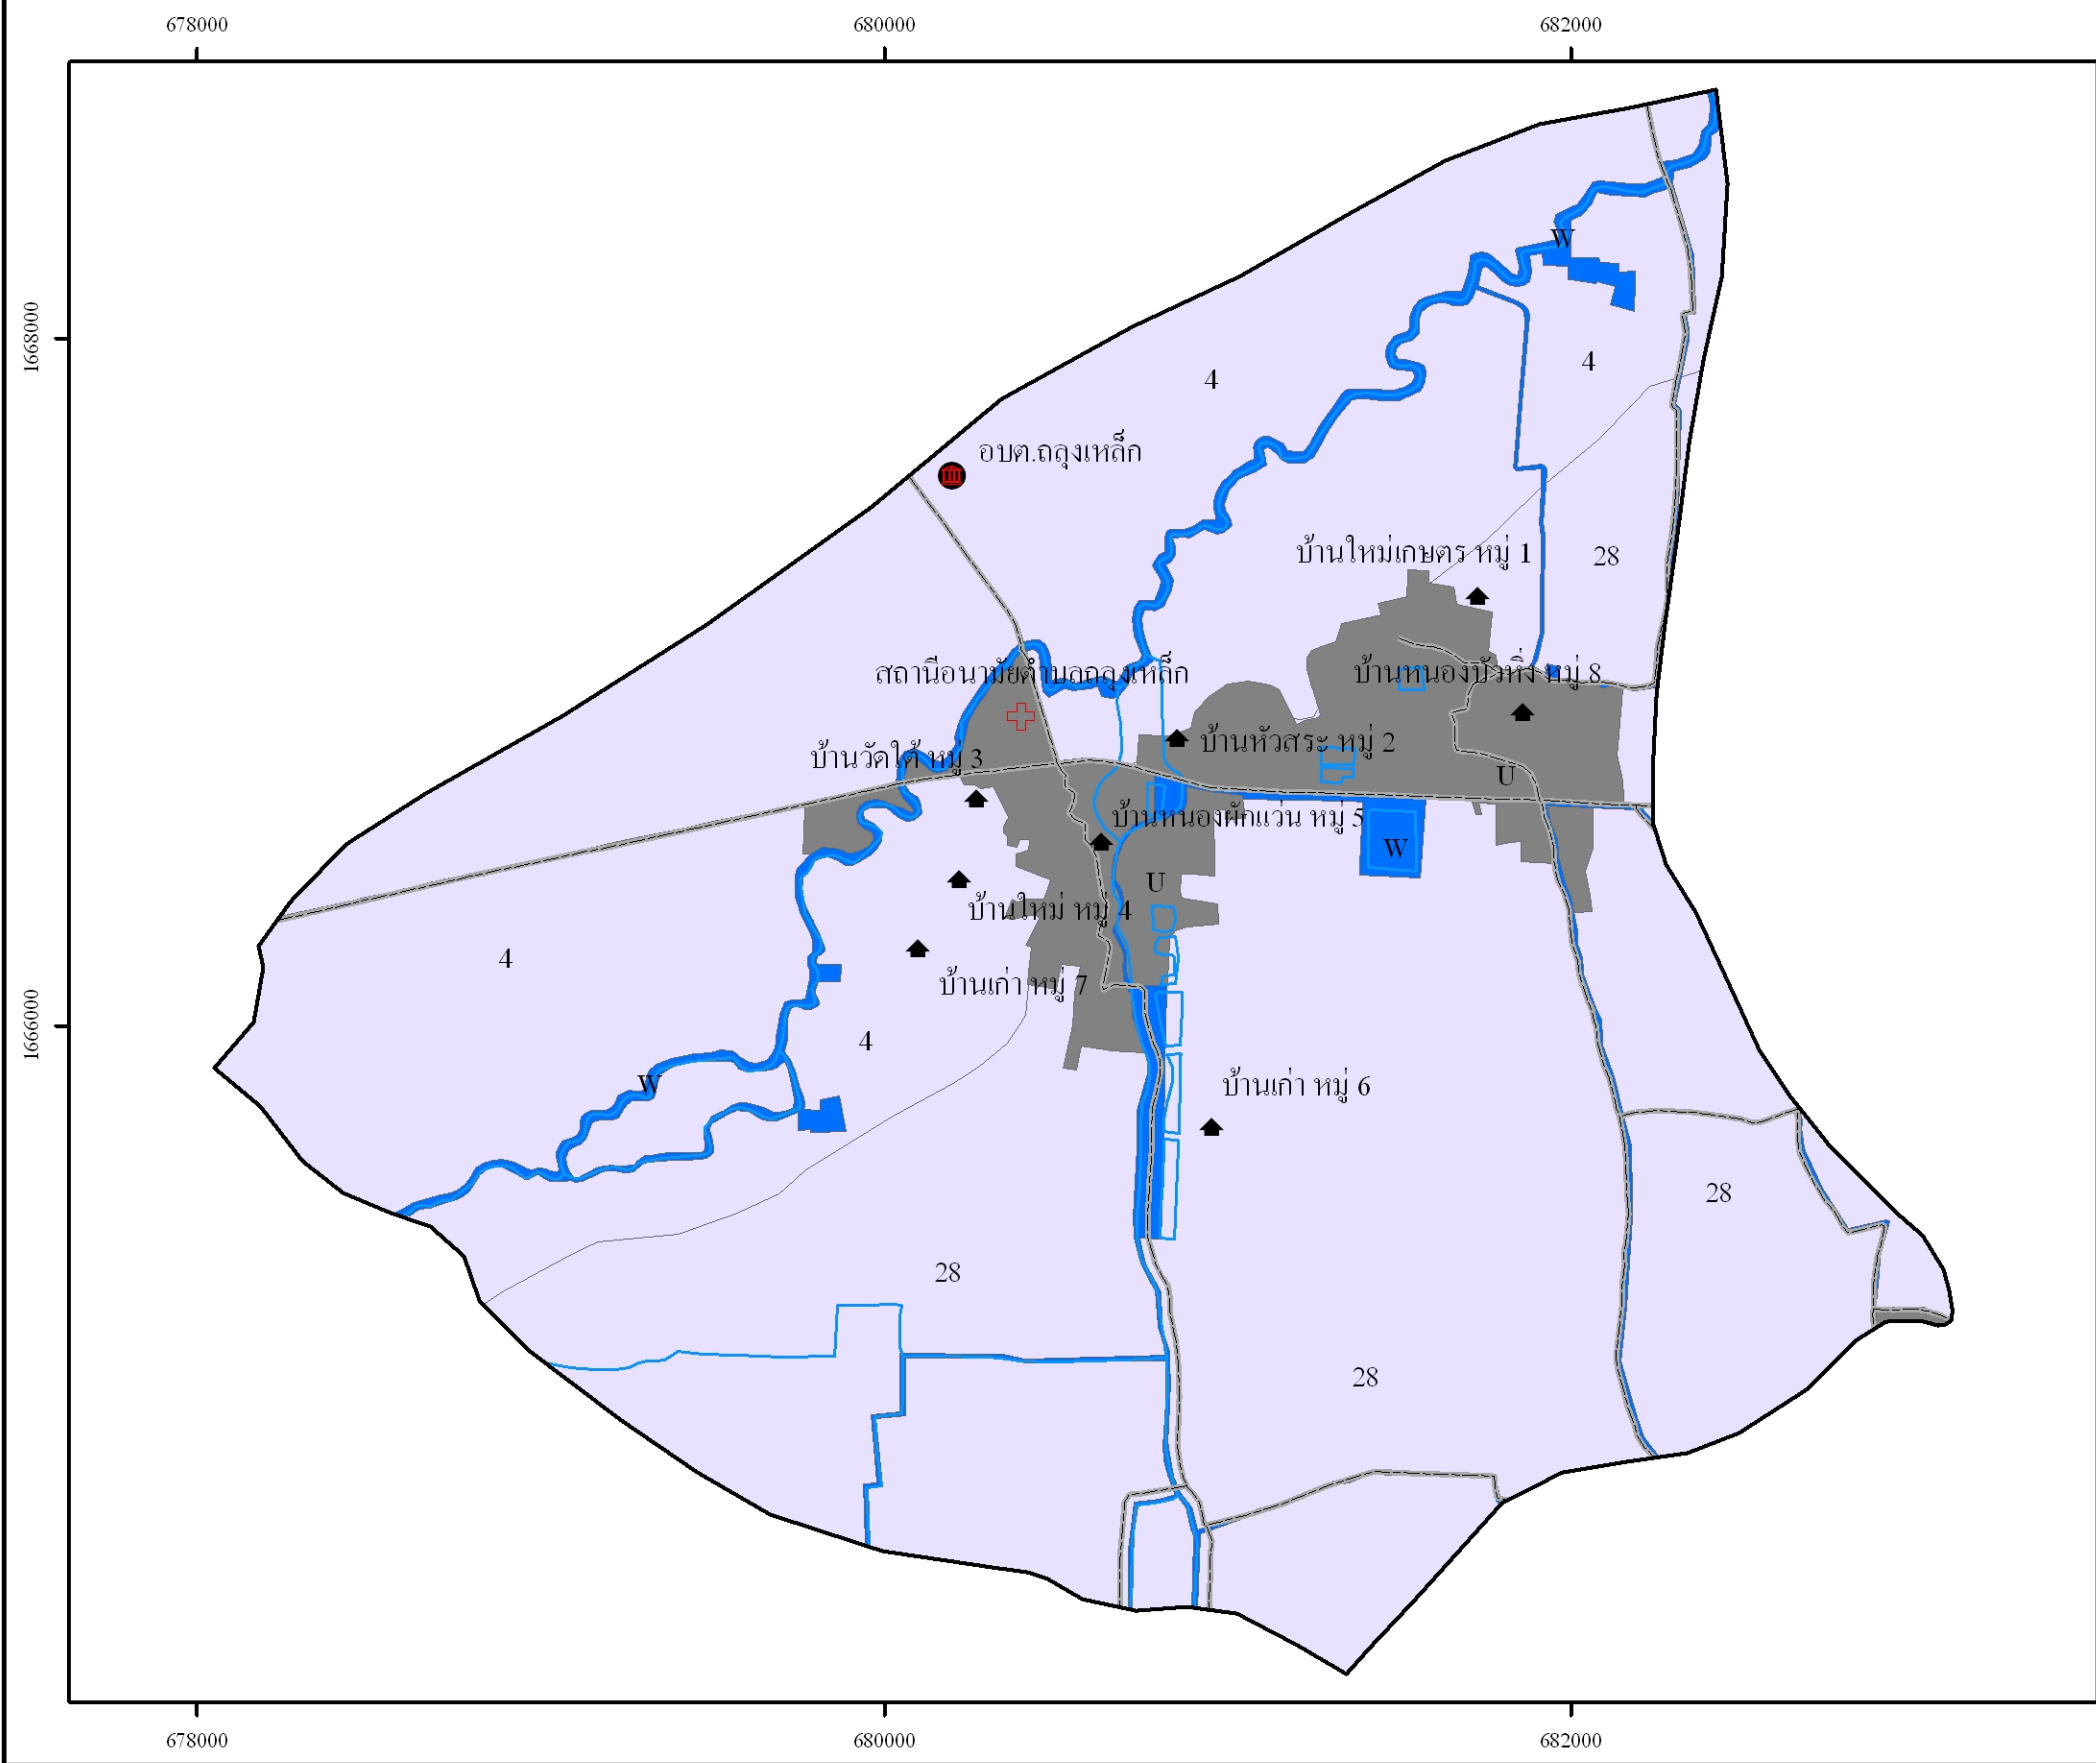 678000 680000 682000
1668000
W
4
4
อบต.ถลุงเหล็ก
บ้านใหม่เกษตร หมู่ 1
28
สถานีอนามัยตำบลถลุงเหล็ก
บ้านหนองบัวหิ่ง หมู่ 8
บ้านวัดใต้ หมู่ 3
บ้านหัวสระ หมู่ 2
U
บ้านหนองผักแว่น หมู่ 5
W
U
บ้านใหม่ หมู่ 4
4
บ้านเก่า หมู่ 7
1666000
4
W
บ้านเก่า หมู่ 6
28
28
28
678000 680000 682000